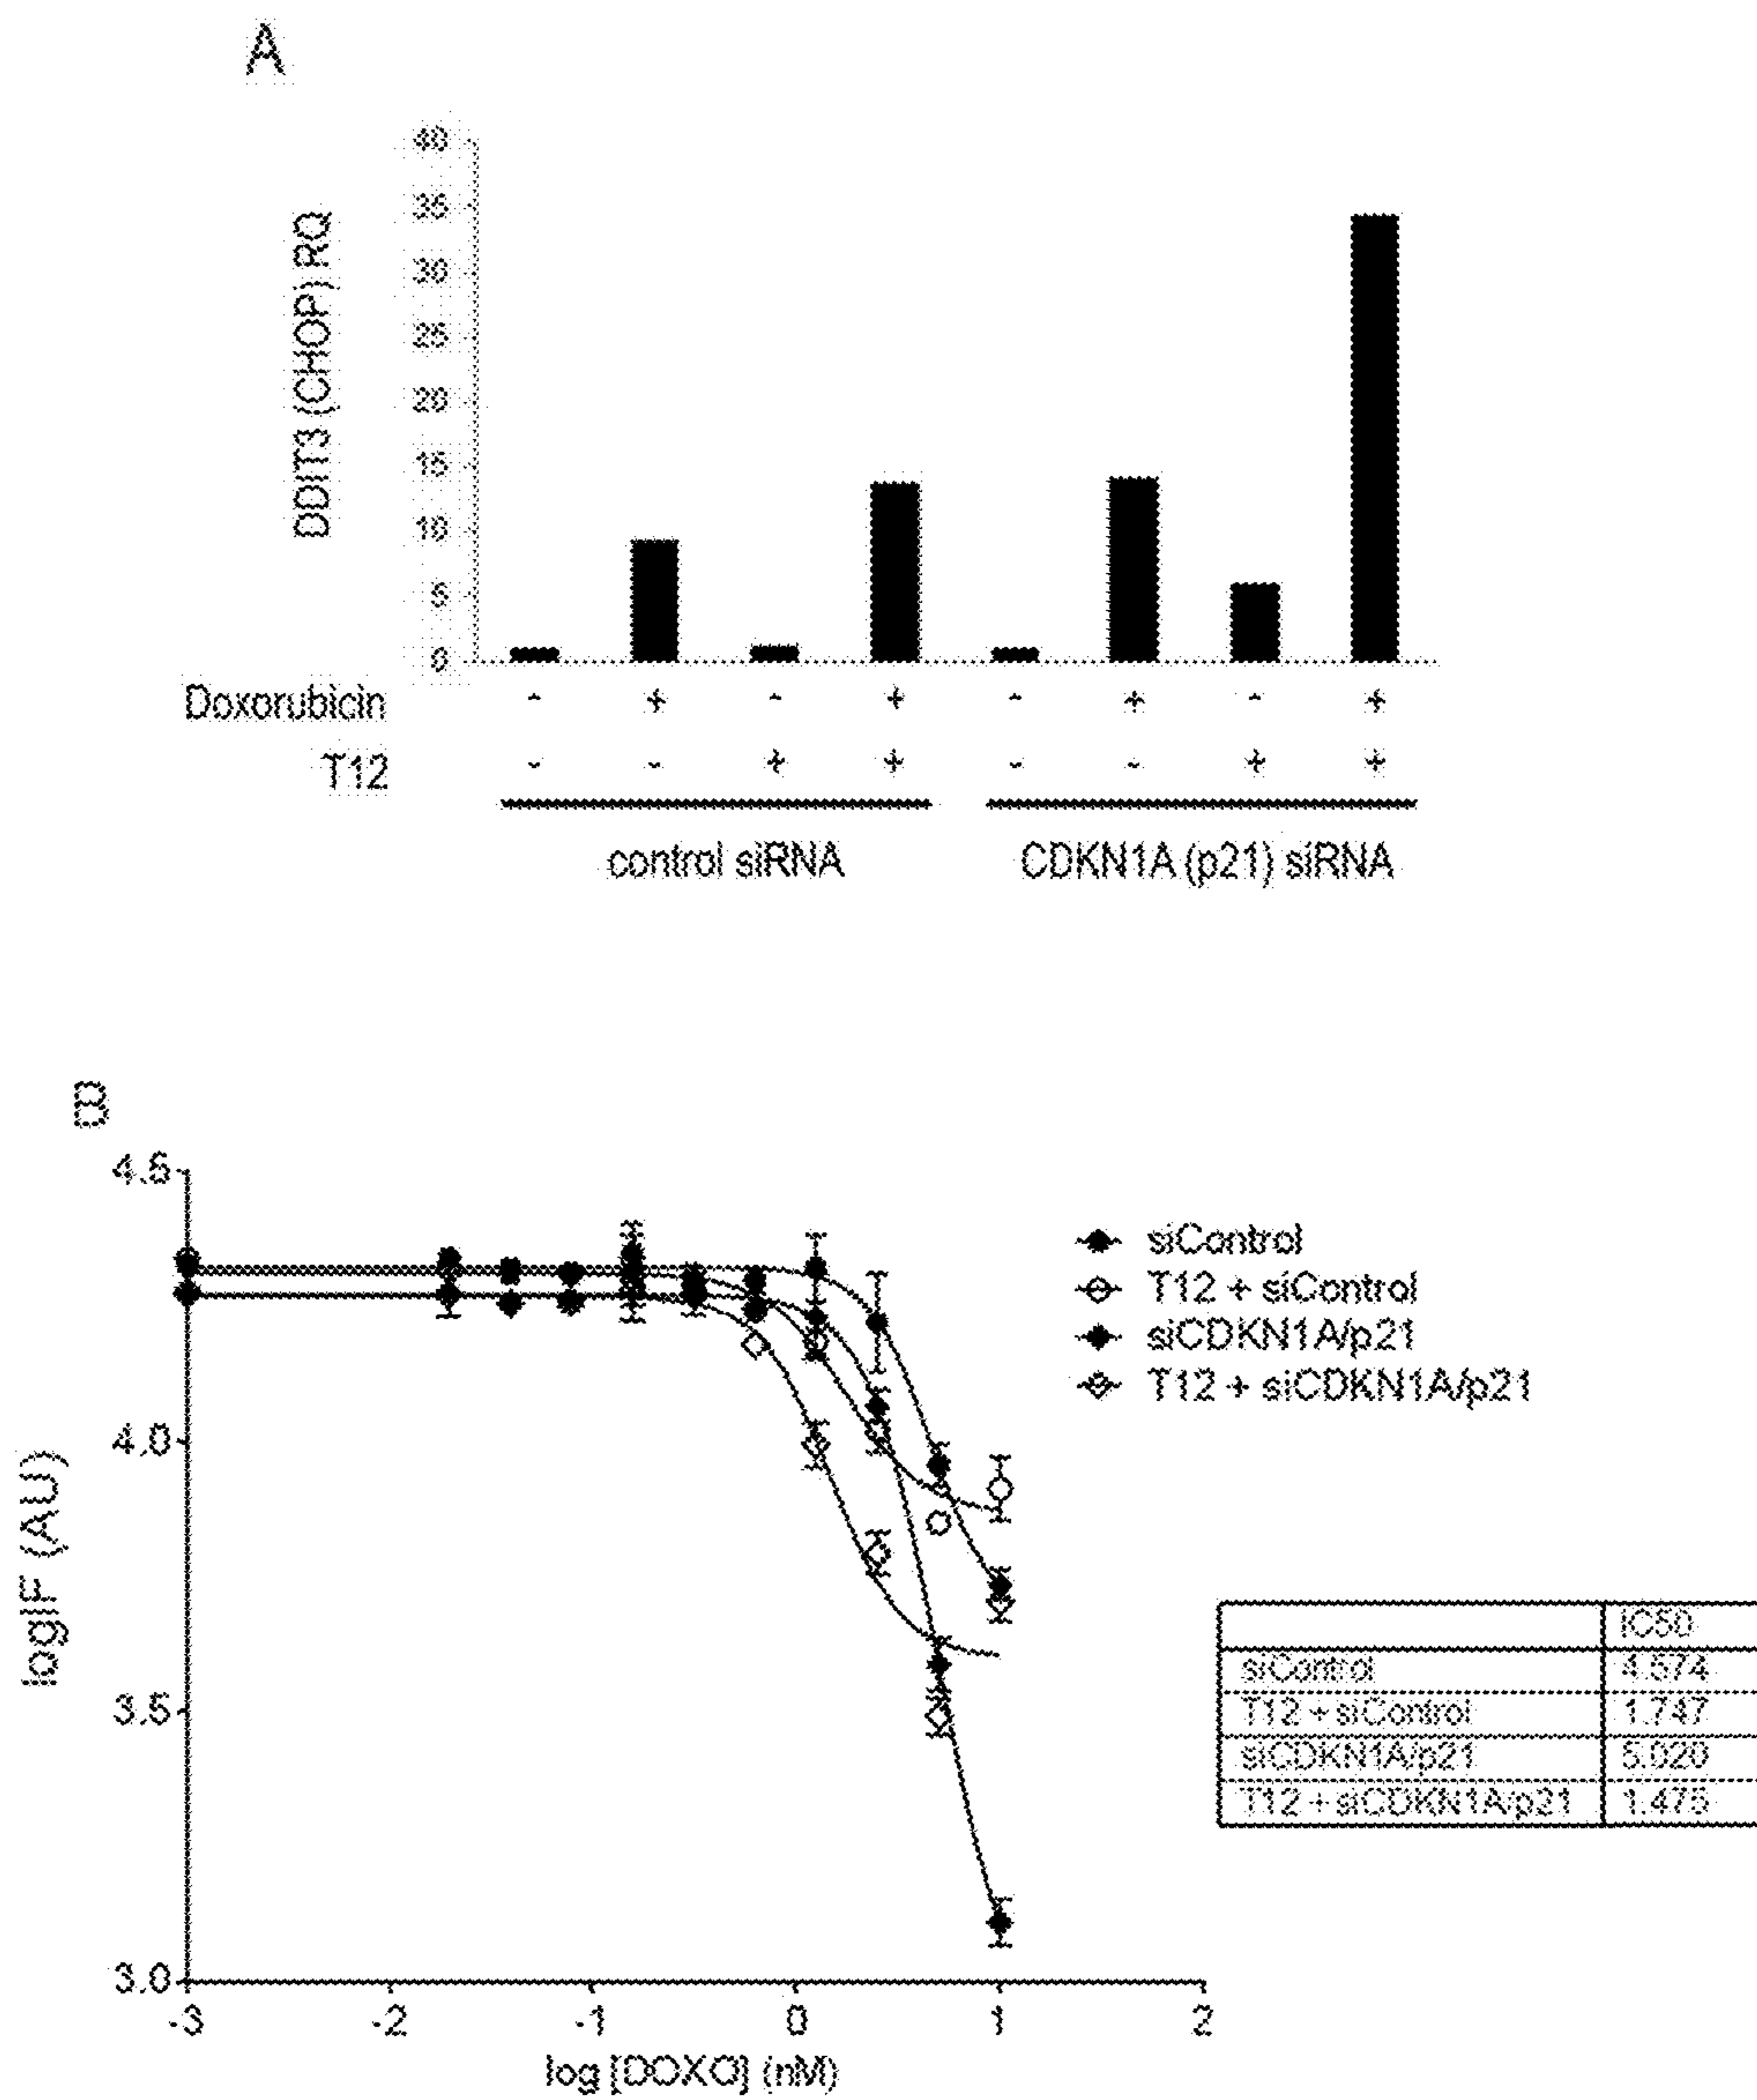 A
40
35
30
25
20
15
10
5
0
DDIT3 (CHOP) RQ
Doxorubicin - + - + - + - +
T12 - - + + - - + +
control siRNA CDKN1A (p21) siRNA
B
4.5
4.0
3.5
3.0
logIF (AU)
-3 -2 -1 0 1 2
log [DOXO] (nM)
siControl
T12 + siControl
siCDKN1A/p21
T12 + siCDKN1A/p21
IC50
siControl 4.574
T12 + siControl 1.747
siCDKN1A/p21 5.020
T12 + siCDKN1A/p21 1.475